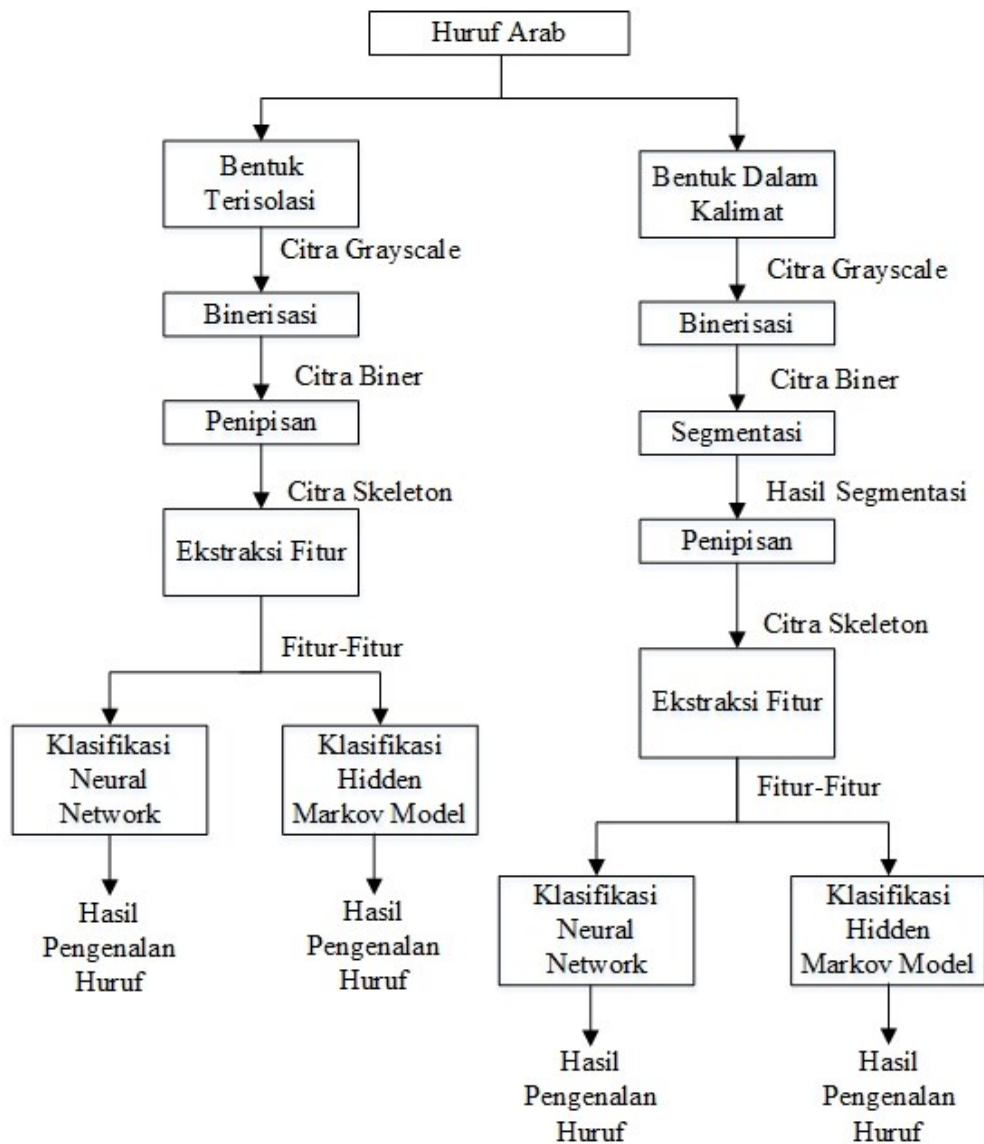 Huruf Arab
Bentuk
Terisolasi
Citra Grayscale
Binerisasi
Citra Biner
Penipisan
Citra Skeleton
Ekstraksi Fitur
Fitur-Fitur
Klasifikasi
Neural
Network
Hasil
Pengenalan
Huruf
Klasifikasi
Hidden
Markov Model
Hasil
Pengenalan
Huruf
Bentuk Dalam
Kalimat
Citra Grayscale
Binerisasi
Citra Biner
Segmentasi
Hasil Segmentasi
Penipisan
Citra Skeleton
Ekstraksi Fitur
Fitur-Fitur
Klasifikasi
Neural
Network
Hasil
Pengenalan
Huruf
Klasifikasi
Hidden
Markov Model
Hasil
Pengenalan
Huruf